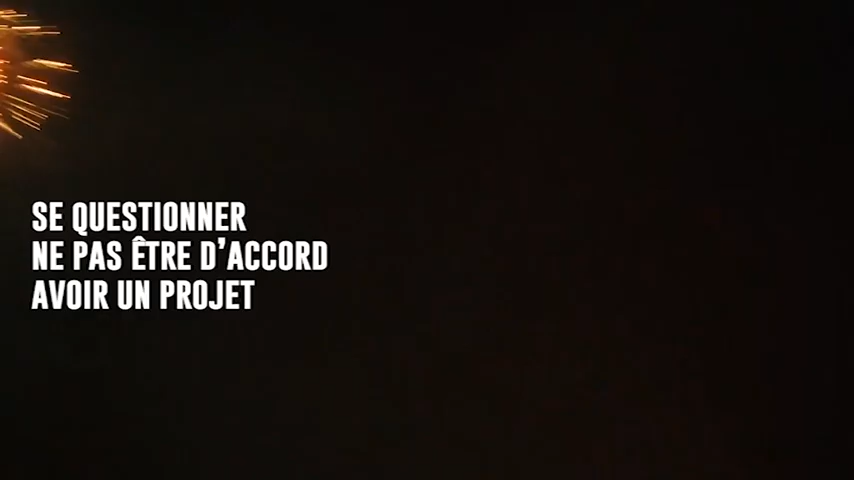 SE QUESTIONNER
NE PAS ÊTRE D'ACCORD
AVOIR UN PROJET